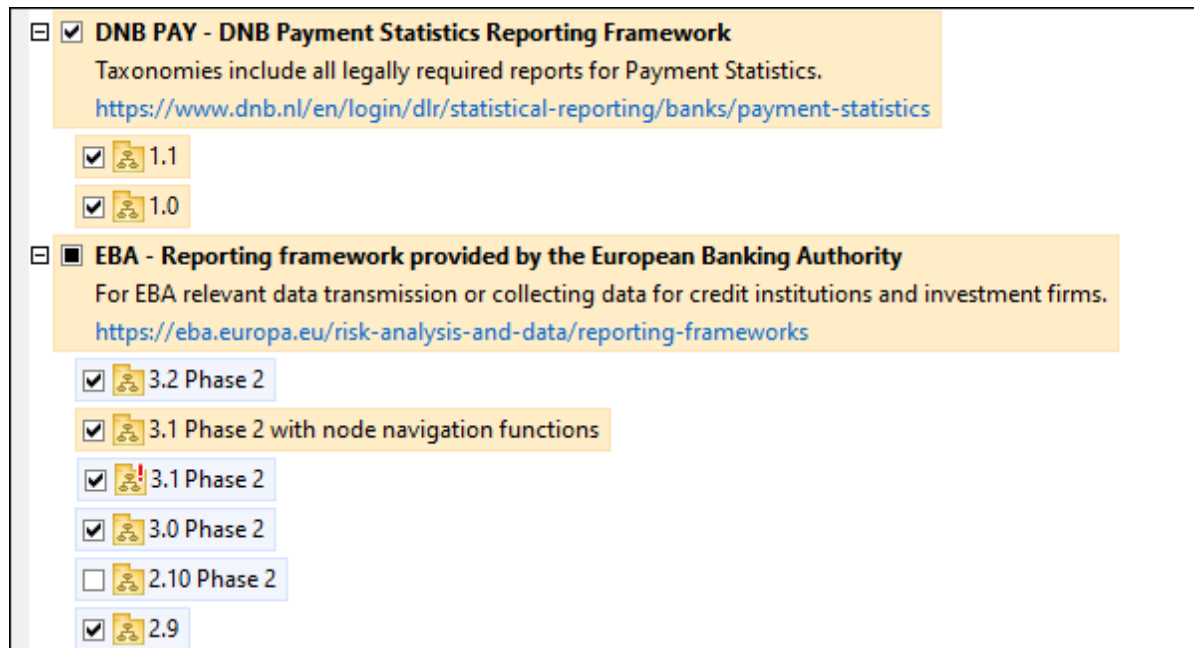 DNB PAY - DNB Payment Statistics Reporting Framework
Taxonomies include all legally required reports for Payment Statistics.
https://www.dnb.nl/en/login/dlr/statistical-reporting/banks/payment-statistics
1.1
1.0
EBA - Reporting framework provided by the European Banking Authority
For EBA relevant data transmission or collecting data for credit institutions and investment firms.
https://eba.europa.eu/risk-analysis-and-data/reporting-frameworks
3.2 Phase 2
3.1 Phase 2 with node navigation functions
3.1 Phase 2
3.0 Phase 2
2.10 Phase 2
2.9